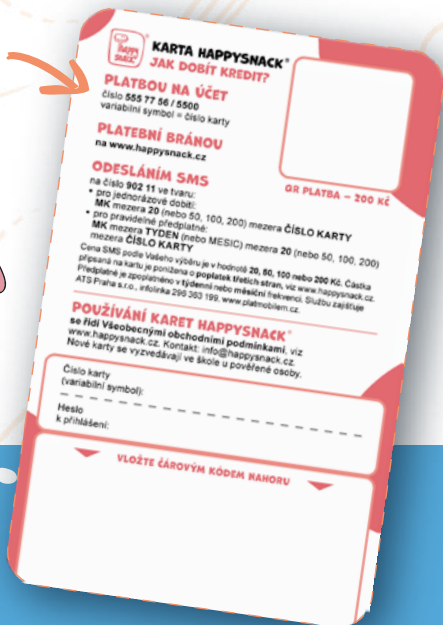 HAPPY
SNACK
KARTA HAPPYSNACK®
JAK DOBÍT KREDIT?
PLATBOU NA ÚČET
číslo 555 77 56 / 5500
variabilní symbol = číslo karty
PLATEBNÍ BRÁNOU
na www.happysnack.cz
QR PLATBA – 200 KČ
ODESLÁNÍM SMS
na číslo 902 11 ve tvaru:
• pro jednorázové dobití:
MK mezera 20 (nebo 50, 100, 200) mezera ČÍSLO KARTY
• pro pravidelné předplatné:
MK mezera TYDEN (nebo MESIC) mezera 20 (nebo 50, 100, 200)
mezera ČÍSLO KARTY
Cena SMS podle Vašeho výběru je v hodnotě 20, 50, 100 nebo 200 Kč. Částka
připsaná na kartu je ponížena o poplatek třetích stran, viz www.happysnack.cz.
Předplatné je zpoplatněno v týdenní nebo měsíční frekvenci. Službu zajišťuje
ATS Praha s.r.o., infolinka 296 363 199, www.platmobilem.cz.
POUŽÍVÁNÍ KARET HAPPYSNACK®
se řídí Všeobecnými obchodními podmínkami, viz
www.happysnack.cz. Kontakt: info@happysnack.cz.
Nové karty se vyzvedávají ve škole u pověřené osoby.
Číslo karty
(variabilní symbol):
Heslo
k přihlášení:
VLOŽTE ČÁROVÝM KÓDEM NAHORU